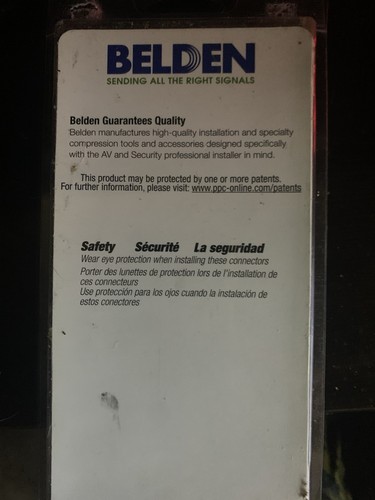 BELDEN
SENDING ALL THE RIGHT SIGNALS
Belden Guarantees Quality
Belden manufactures high-quality installation and specialty
compression tools and accessories designed specifically
with the AV and Security professional installer in mind.
This product may be protected by one or more patents.
For further information, please visit: www.ppc-online.com/patents
Safety Sécurité La seguridad
Wear eye protection when installing these connectors
Porter des lunettes de protection lors de l'installation de
ces connecteurs
Use protección para los ojos cuando la instalación de
estos conectores